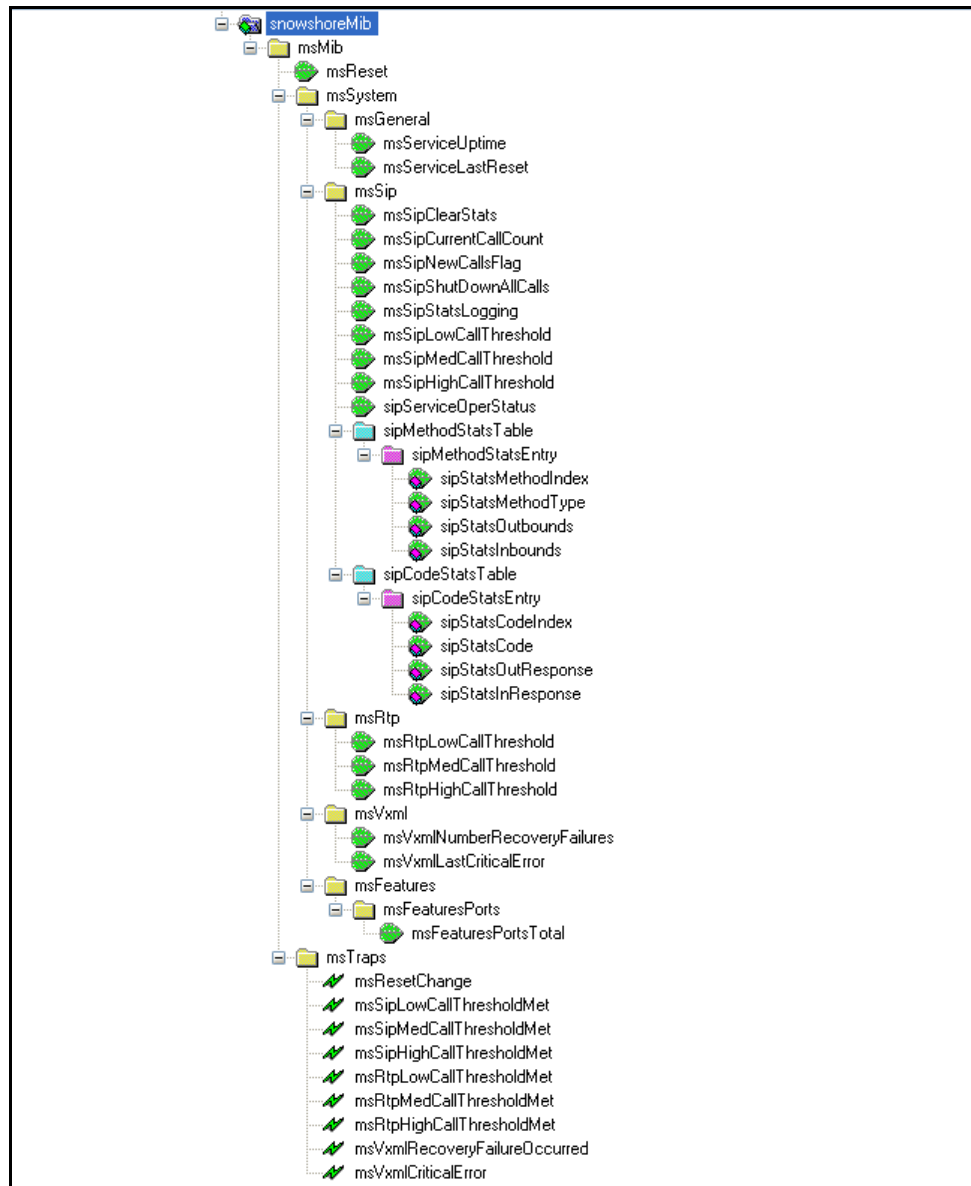 snowshoreMib
msMib
msReset
msSystem
msGeneral
msServiceUptime
msServiceLastReset
msSip
msSipClearStats
msSipCurrentCallCount
msSipNewCallsFlag
msSipShutDownAllCalls
msSipStatsLogging
msSipLowCallThreshold
msSipMedCallThreshold
msSipHighCallThreshold
sipServiceOperStatus
sipMethodStatsTable
sipMethodStatsEntry
sipStatsMethodIndex
sipStatsMethodType
sipStatsOutbounds
sipStatsInbounds
sipCodeStatsTable
sipCodeStatsEntry
sipStatsCodeIndex
sipStatsCode
sipStatsOutResponse
sipStatsInResponse
msRtp
msRtpLowCallThreshold
msRtpMedCallThreshold
msRtpHighCallThreshold
msVxml
msVxmlNumberRecoveryFailures
msVxmlLastCriticalError
msFeatures
msFeaturesPorts
msFeaturesPortsTotal
msTraps
msResetChange
msSipLowCallThresholdMet
msSipMedCallThresholdMet
msSipHighCallThresholdMet
msRtpLowCallThresholdMet
msRtpMedCallThresholdMet
msRtpHighCallThresholdMet
msVxmlRecoveryFailureOccurred
msVxmlCriticalError